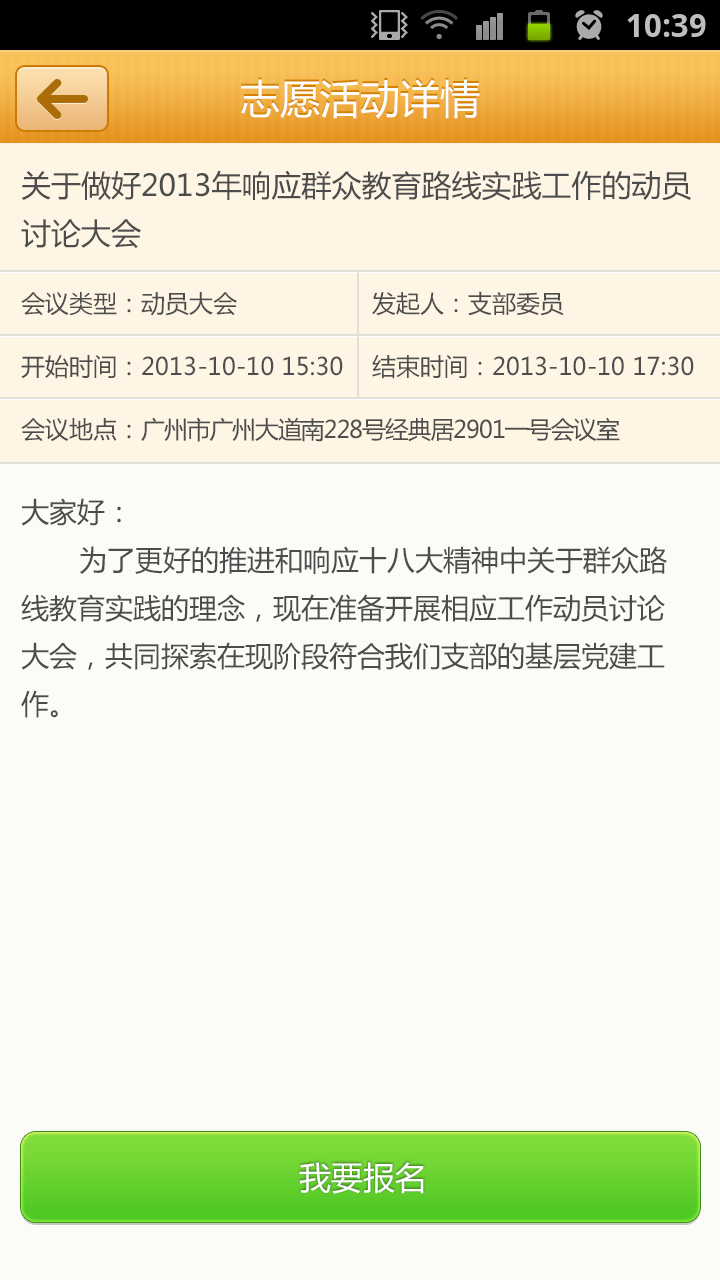 10:39
志愿活动详情
关于做好2013年响应群众教育路线实践工作的动员
讨论大会
会议类型：动员大会
发起人：支部委员
开始时间：2013-10-10 15:30
结束时间：2013-10-10 17:30
会议地点：广州市广州大道南228号经典居2901一号会议室
大家好：
为了更好的推进和响应十八大精神中关于群众路
线教育实践的理念，现在准备开展相应工作动员讨论
大会，共同探索在现阶段符合我们支部的基层党建工
作。
我要报名